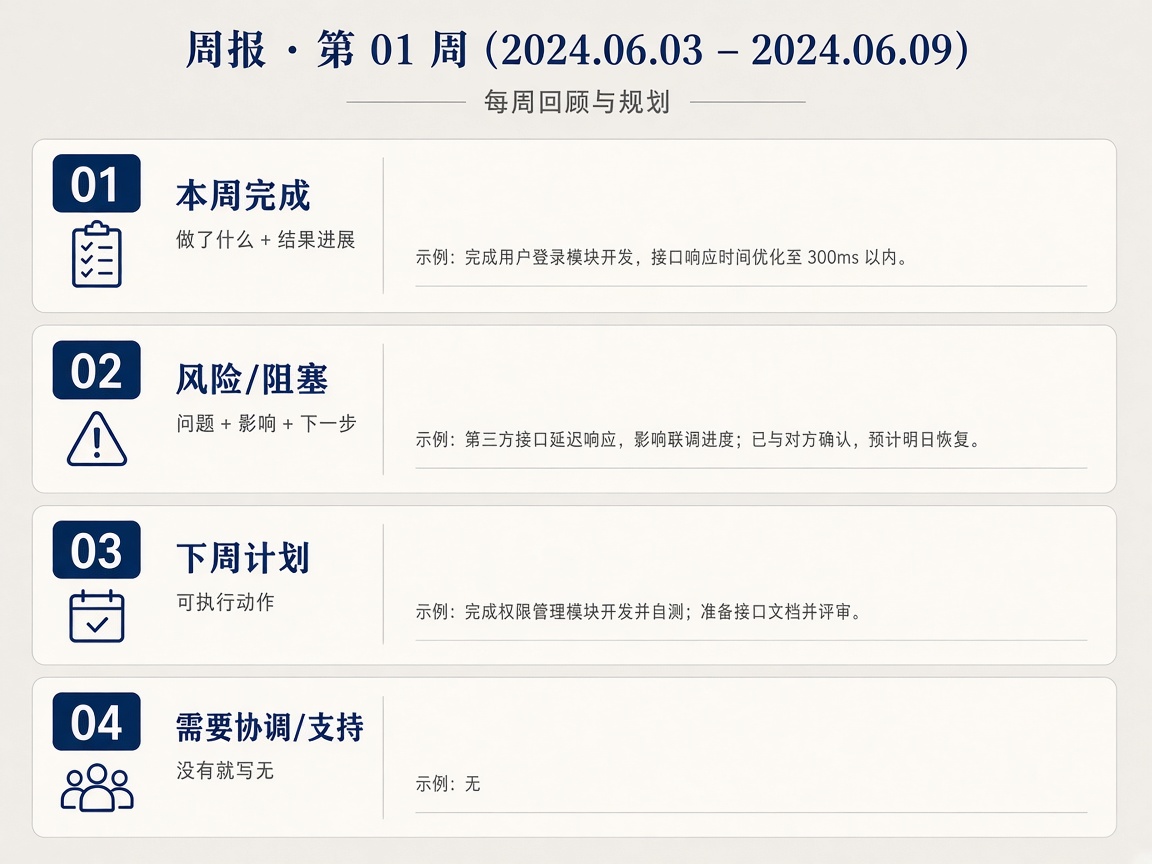 周报 · 第 01 周 (2024.06.03 – 2024.06.09)
每周回顾与规划
01
本周完成
做了什么 + 结果进展
示例：完成用户登录模块开发，接口响应时间优化至 300ms 以内。
02
风险/阻塞
问题 + 影响 + 下一步
示例：第三方接口延迟响应，影响联调进度；已与对方确认，预计明日恢复。
03
下周计划
可执行动作
示例：完成权限管理模块开发并自测；准备接口文档并评审。
04
需要协调/支持
没有就写无
示例：无